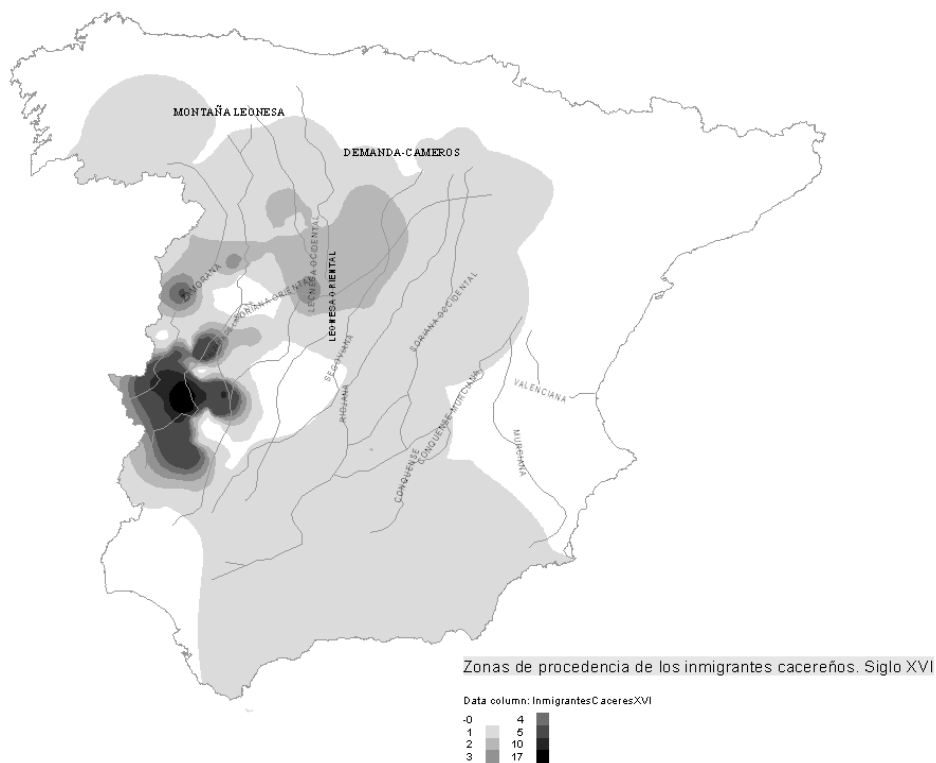 MONTAÑA LEONESA
DEMANDA-CAMEROS
LEONESA OCCIDENTAL
LEONESA ORIENTAL
ZAMORANA
SORIANA ORIENTAL
SEGOVIANA
RIOJANA
SORIANA OCCIDENTAL
CONQUENSE-MURCIANA
CONQUENSE
VALENCIANA
MURCIANA
Zonas de procedencia de los inmigrantes cacereños. Siglo XVI
Data column: InmigrantesCaceresXVI
-0 4
1 5
2 10
3 17